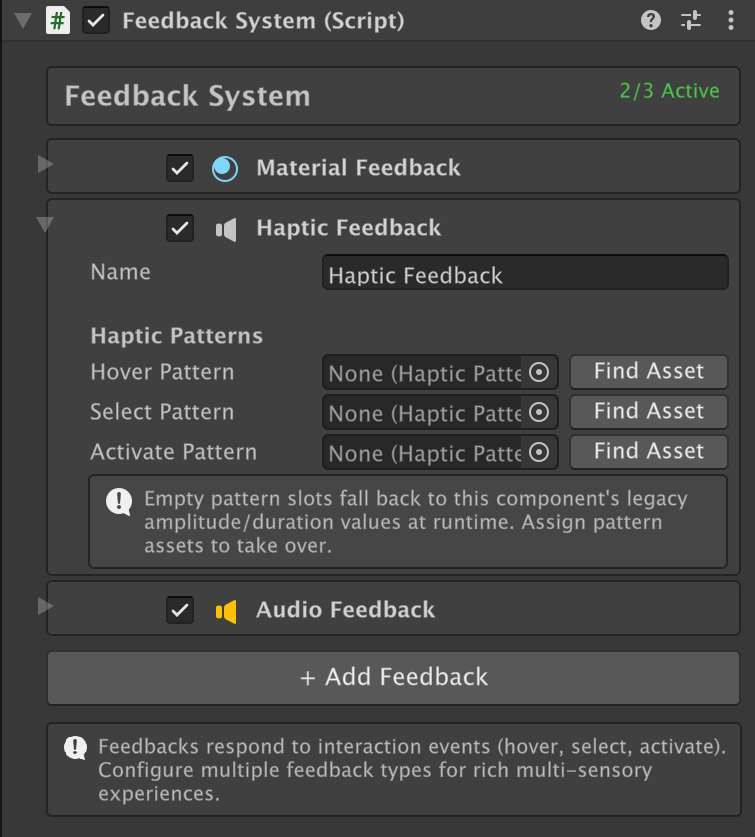 Feedback System (Script)
Feedback System
2/3 Active
Material Feedback
Haptic Feedback
Name
Haptic Feedback
Haptic Patterns
Hover Pattern
None (Haptic Patte
Find Asset
Select Pattern
None (Haptic Patte
Find Asset
Activate Pattern
None (Haptic Patte
Find Asset
Empty pattern slots fall back to this component's legacy
amplitude/duration values at runtime. Assign pattern
assets to take over.
Audio Feedback
+ Add Feedback
Feedbacks respond to interaction events (hover, select, activate).
Configure multiple feedback types for rich multi-sensory
experiences.